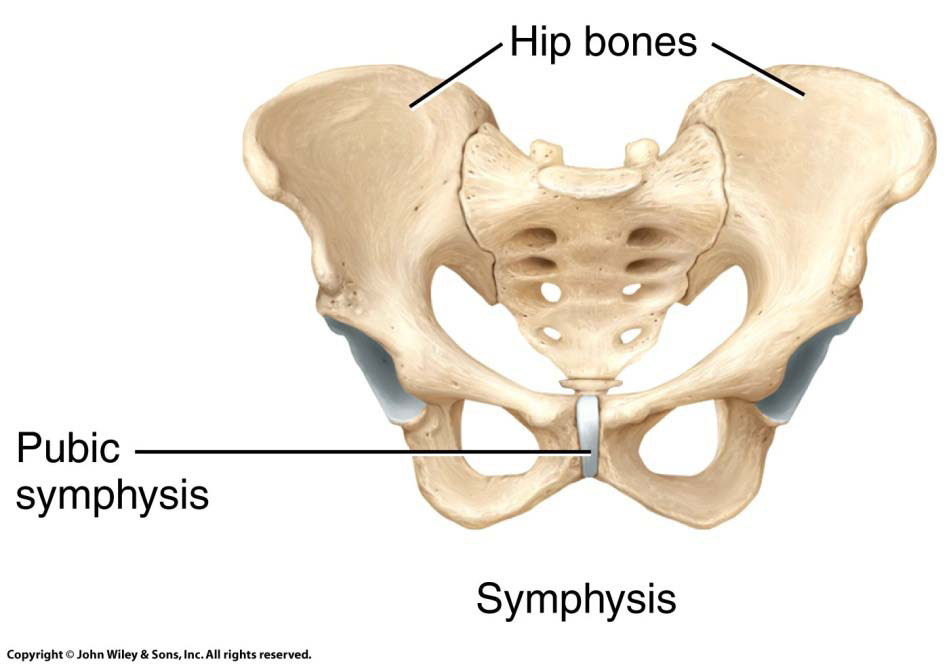 Hip bones
Pubic
symphysis
Symphysis
Copyright © John Wiley & Sons, Inc. All rights reserved.